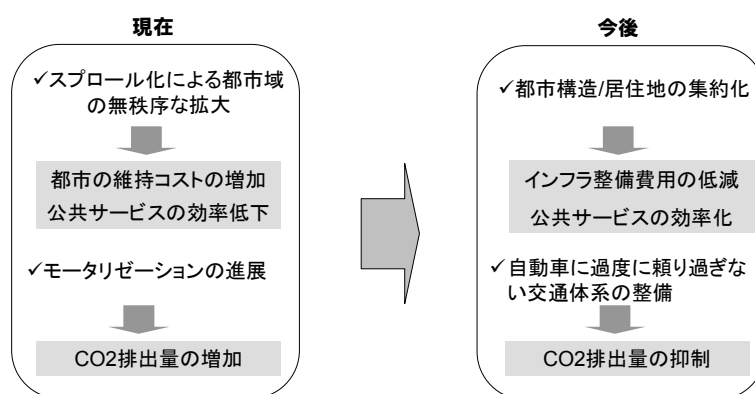 現在
✓スプロール化による都市域
の無秩序な拡大
都市の維持コストの増加
公共サービスの効率低下
✓モータリゼーションの進展
CO2排出量の増加
今後
✓都市構造/居住地の集約化
インフラ整備費用の低減
公共サービスの効率化
✓自動車に過度に頼り過ぎな
い交通体系の整備
CO2排出量の抑制